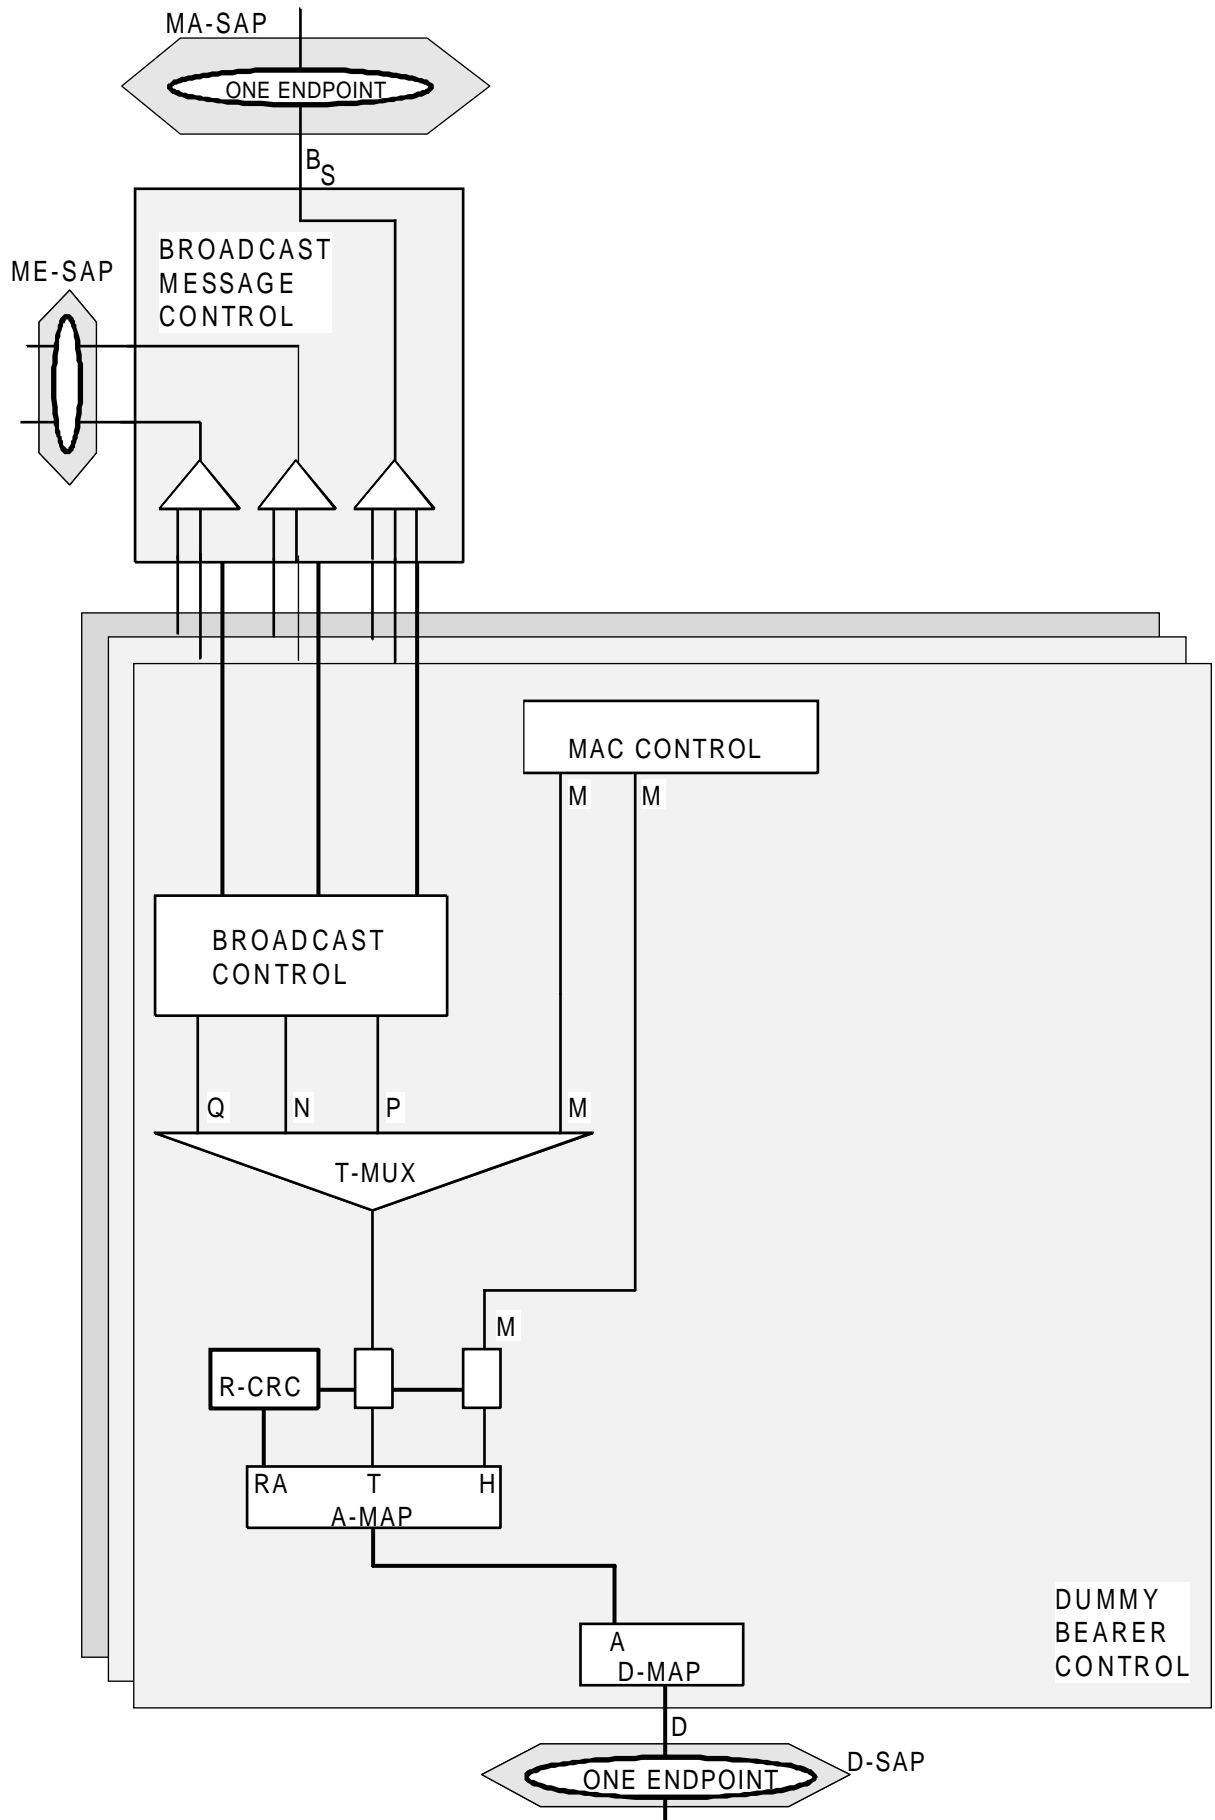 MA-SAP
ONE ENDPOINT
BS
BROADCAST
MESSAGE
CONTROL
ME-SAP
MAC CONTROL
M M
BROADCAST
CONTROL
Q N P M
T-MUX
M
R-CRC
RA T H
A-MAP
DUMMY
BEARER
CONTROL
A
D-MAP
D
D-SAP
ONE ENDPOINT